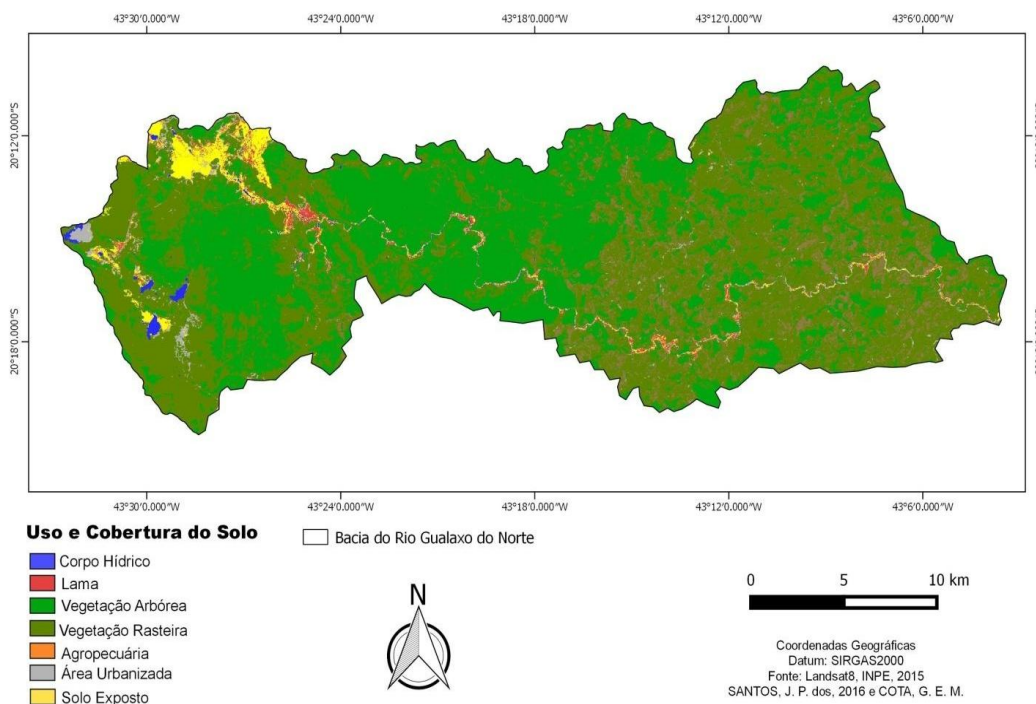 43°30'0.000"W 43°24'0.000"W 43°18'0.000"W 43°12'0.000"W 43°6'0.000"W
20°12'0.000"S
20°18'0.000"S
43°30'0.000"W 43°24'0.000"W 43°18'0.000"W 43°12'0.000"W 43°6'0.000"W
Uso e Cobertura do Solo
Bacia do Rio Gualaxo do Norte
Corpo Hídrico
Lama
Vegetação Arbórea
Vegetação Rasteira
Agropecuária
Área Urbanizada
Solo Exposto
N
0 5 10 km
Coordenadas Geográficas
Datum: SIRGAS2000
Fonte: Landsat8, INPE, 2015
SANTOS, J. P. dos, 2016 e COTA, G. E. M.